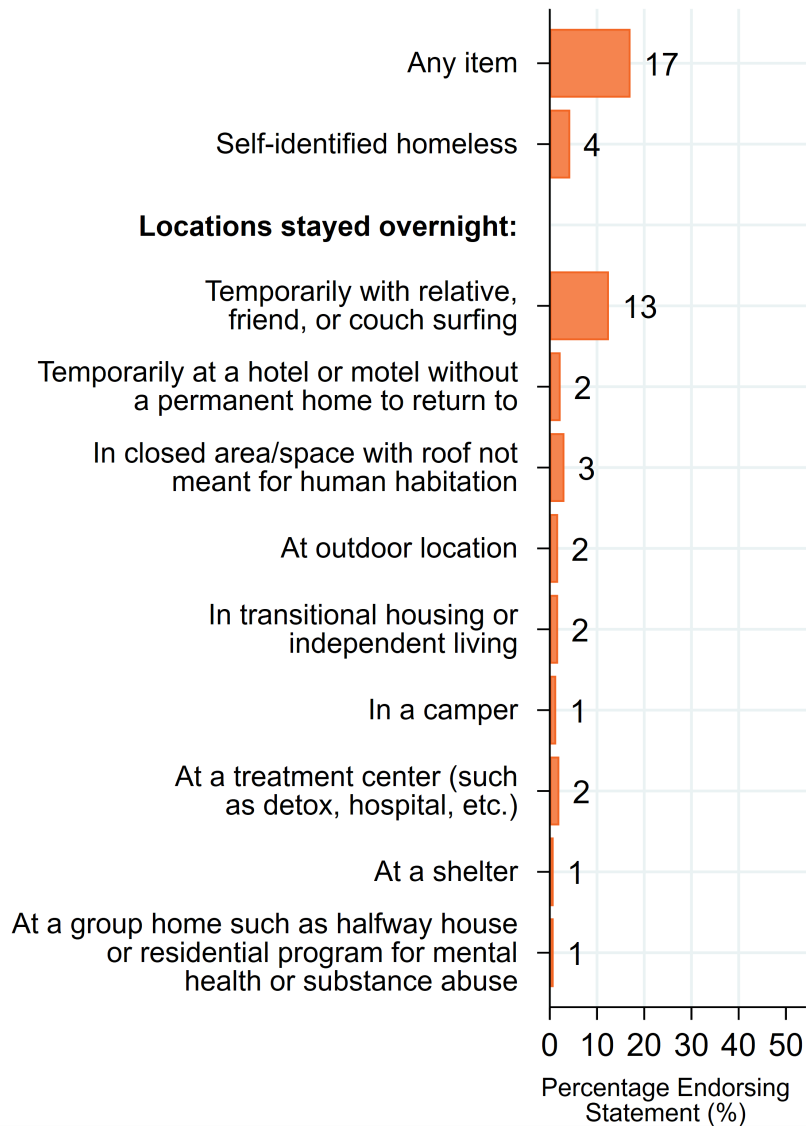 Any item
17
Self-identified homeless
4
Locations stayed overnight:
Temporarily with relative,
friend, or couch surfing
13
Temporarily at a hotel or motel without
a permanent home to return to
2
In closed area/space with roof not
meant for human habitation
3
At outdoor location
2
In transitional housing or
independent living
2
In a camper
1
At a treatment center (such
as detox, hospital, etc.)
2
At a shelter
1
At a group home such as halfway house
or residential program for mental
health or substance abuse
1
0 10 20 30 40 50
Percentage Endorsing
Statement (%)